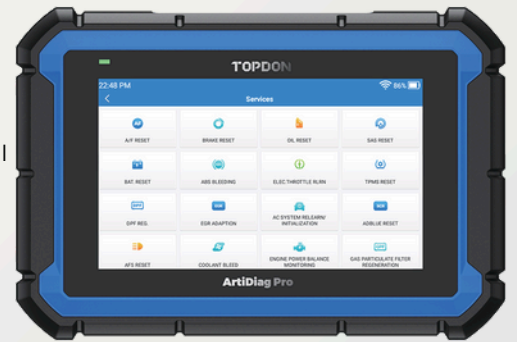 TOPDON
22:48 PM
86%
Services
A/F RESET
BRAKE RESET
OIL RESET
SAS RESET
BAT. RESET
ABS BLEEDING
ELEC.THROTTLE RLRN
TPMS RESET
DPF REG.
EGR ADAPTION
AC SYSTEM RELEARN/
INITIALIZATION
ADBLUE RESET
AFS RESET
COOLANT BLEED
ENGINE POWER BALANCE
MONITORING
GAS PARTICULATE FILTER
REGENERATION
ArtiDiag Pro